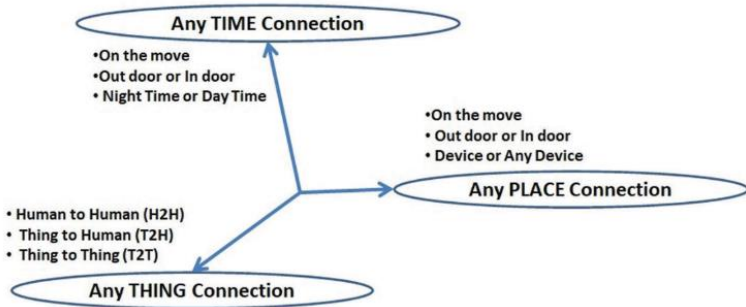 Any TIME Connection
•On the move
•Out door or In door
• Night Time or Day Time
•On the move
• Out door or In door
• Device or Any Device
Any PLACE Connection
• Human to Human (H2H)
• Thing to Human (T2H)
• Thing to Thing (T2T)
Any THING Connection